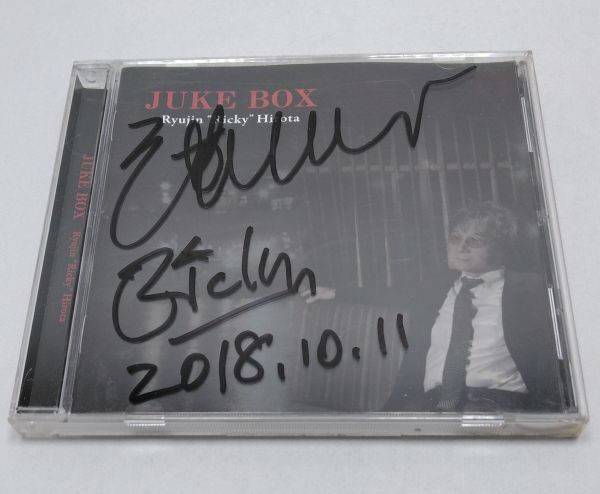 JUKE BOX
Ryujin "Ricky" Hirota
Ricky
2018.10.11
JUKE BOX Ryujin "Ricky" Hirota